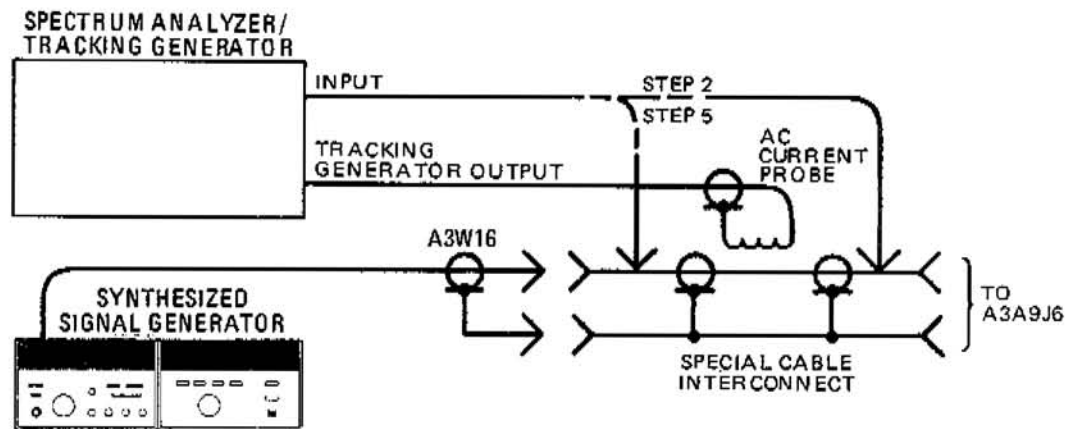 SPECTRUM ANALYZER/
TRACKING GENERATOR
INPUT
STEP 2
STEP 5
TRACKING
GENERATOR OUTPUT
AC
CURRENT
PROBE
A3W16
SYNTHESIZED
SIGNAL GENERATOR
TO
A3A9J6
SPECIAL CABLE
INTERCONNECT